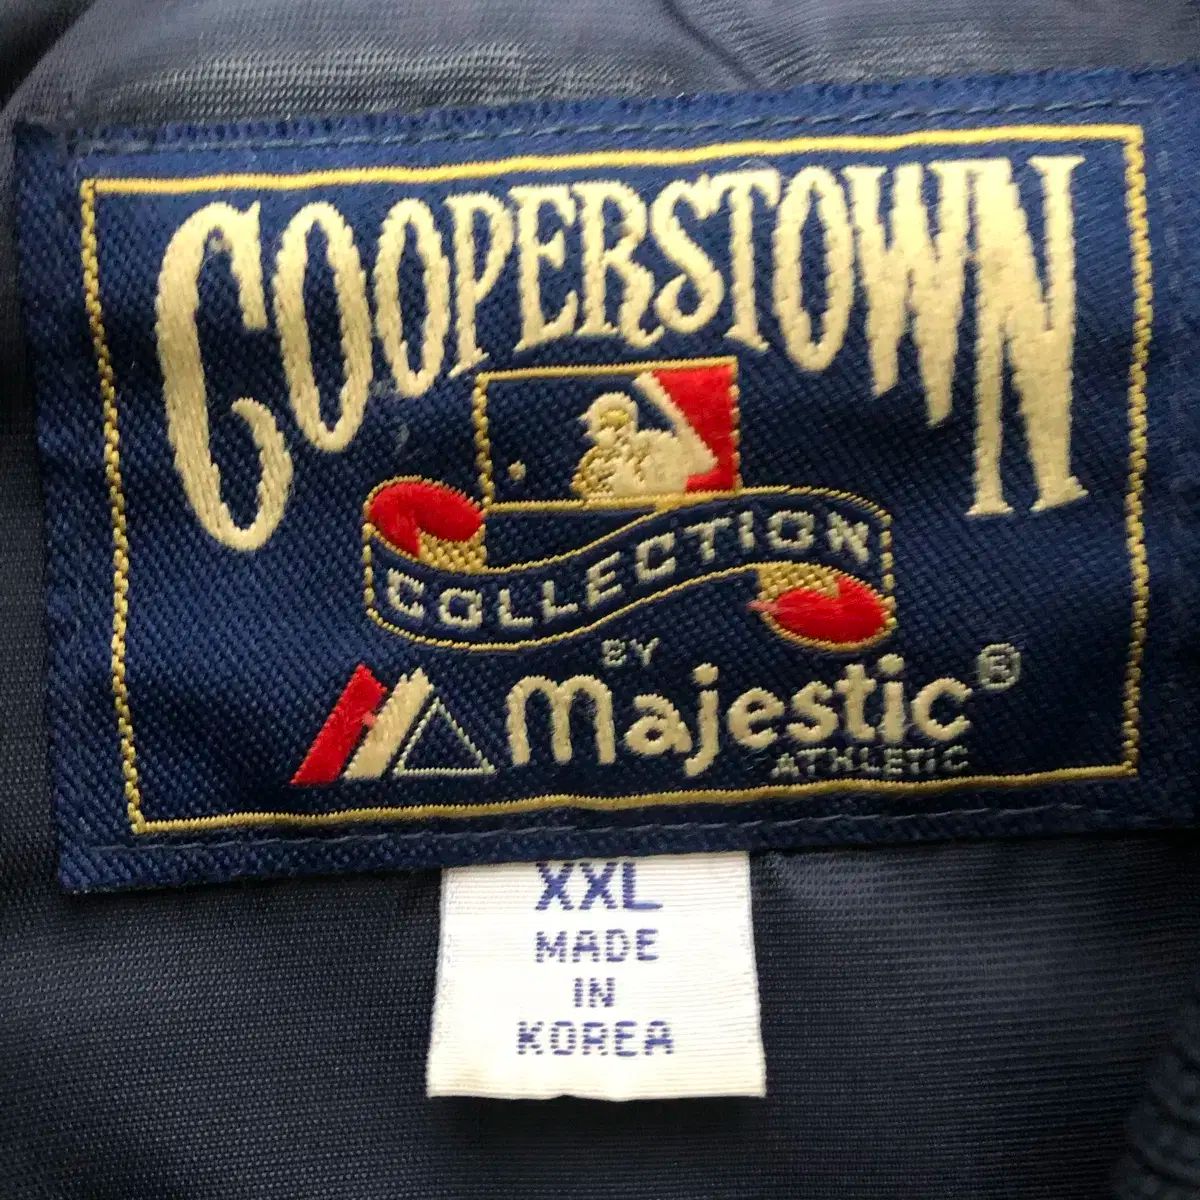 COOPERSTOWN
COLLECTION
BY
Majestic®
ATHLETIC
XXL
MADE
IN
KOREA